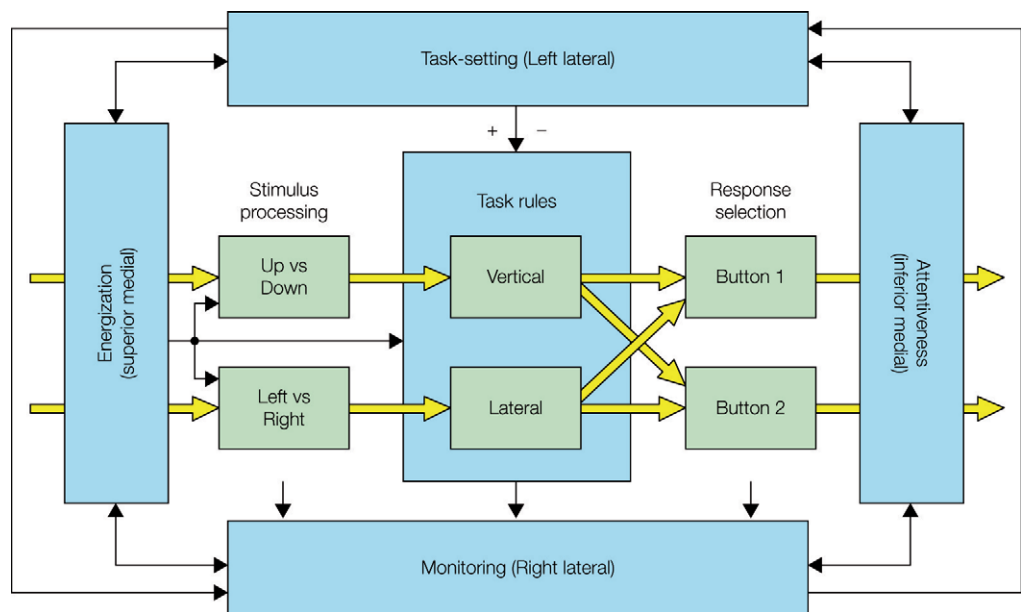 Task-setting (Left lateral)
+ −
Stimulus
processing
Task rules
Response
selection
Energization
(superior medial)
Up vs
Down
Vertical
Button 1
Attentiveness
(inferior medial)
Left vs
Right
Lateral
Button 2
Monitoring (Right lateral)